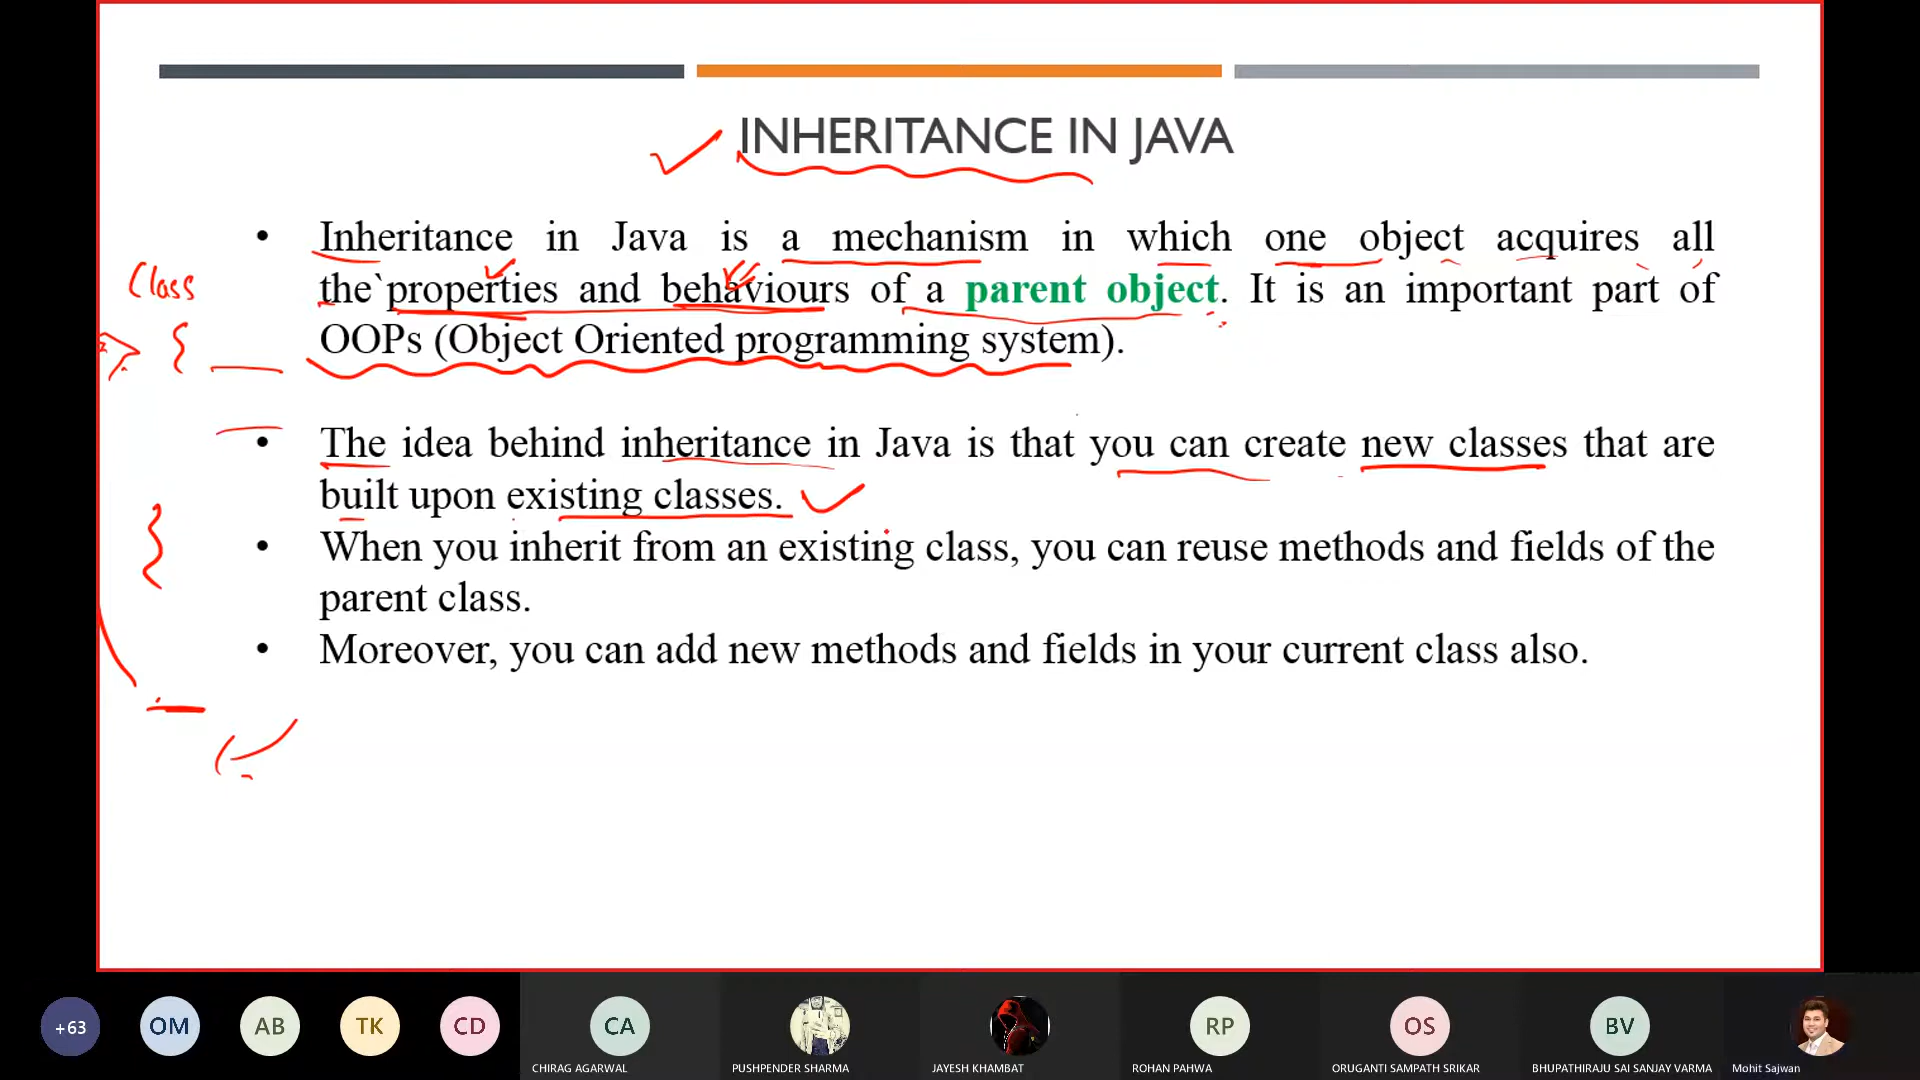 INHERITANCE IN JAVA
• Inheritance in Java is a mechanism in which one object acquires all
the`properties and behaviours of a parent object. It is an important part of
OOPs (Object Oriented programming system).
Class
{
• The idea behind inheritance in Java is that you can create new classes that are
built upon existing classes.
}
• When you inherit from an existing class, you can reuse methods and fields of the
parent class.
• Moreover, you can add new methods and fields in your current class also.
+63 OM AB TK CD CA RP OS BV
CHIRAG AGARWAL PUSHPENDER SHARMA JAYESH KHAMBAT ROHAN PAHWA ORUGANTI SAMPATH SRIKAR BHUPATHIRAJU SAI SANJAY VARMA Mohit Sajwan